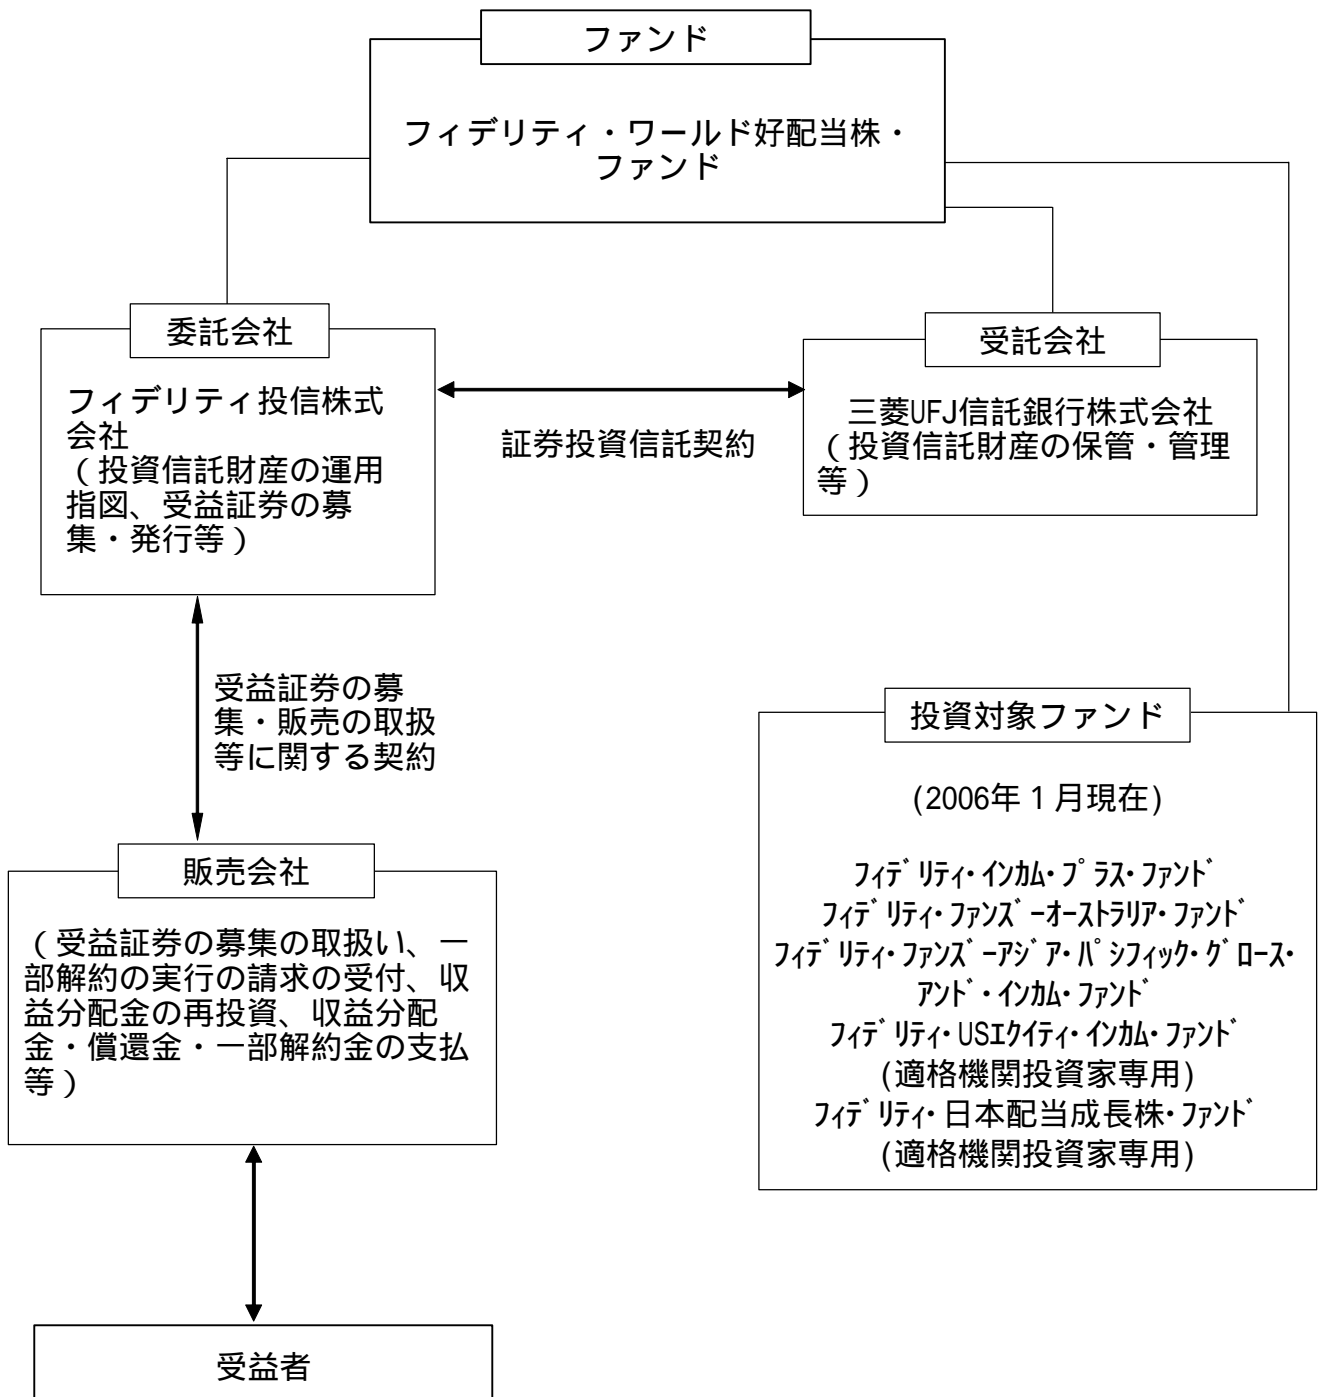 ファンド
フィデリティ・ワールド好配当株・
ファンド
委託会社
フィデリティ投信株式
会社
（投資信託財産の運用
指図、受益証券の募
集・発行等）
証券投資信託契約
受託会社
三菱UFJ信託銀行株式会社
（投資信託財産の保管・管理
等）
受益証券の募
集・販売の取扱
等に関する契約
投資対象ファンド
(2006年１月現在)
ﾌｨﾃﾞﾘﾃｨ･ｲﾝｶﾑ･ﾌﾟﾗｽ･ﾌｧﾝﾄﾞ
ﾌｨﾃﾞﾘﾃｨ･ﾌｧﾝｽﾞｰｵｰｽﾄﾗﾘｱ･ﾌｧﾝﾄﾞ
ﾌｨﾃﾞﾘﾃｨ･ﾌｧﾝｽﾞｰｱｼﾞｱ･ﾊﾟｼﾌｨｯｸ･ｸﾞﾛｰｽ･
ｱﾝﾄﾞ･ｲﾝｶﾑ･ﾌｧﾝﾄﾞ
ﾌｨﾃﾞﾘﾃｨ･USｴｸｲﾃｨ･ｲﾝｶﾑ･ﾌｧﾝﾄﾞ
(適格機関投資家専用)
ﾌｨﾃﾞﾘﾃｨ･日本配当成長株･ﾌｧﾝﾄﾞ
(適格機関投資家専用)
販売会社
（受益証券の募集の取扱い、一
部解約の実行の請求の受付、収
益分配金の再投資、収益分配
金・償還金・一部解約金の支払
等）
受益者